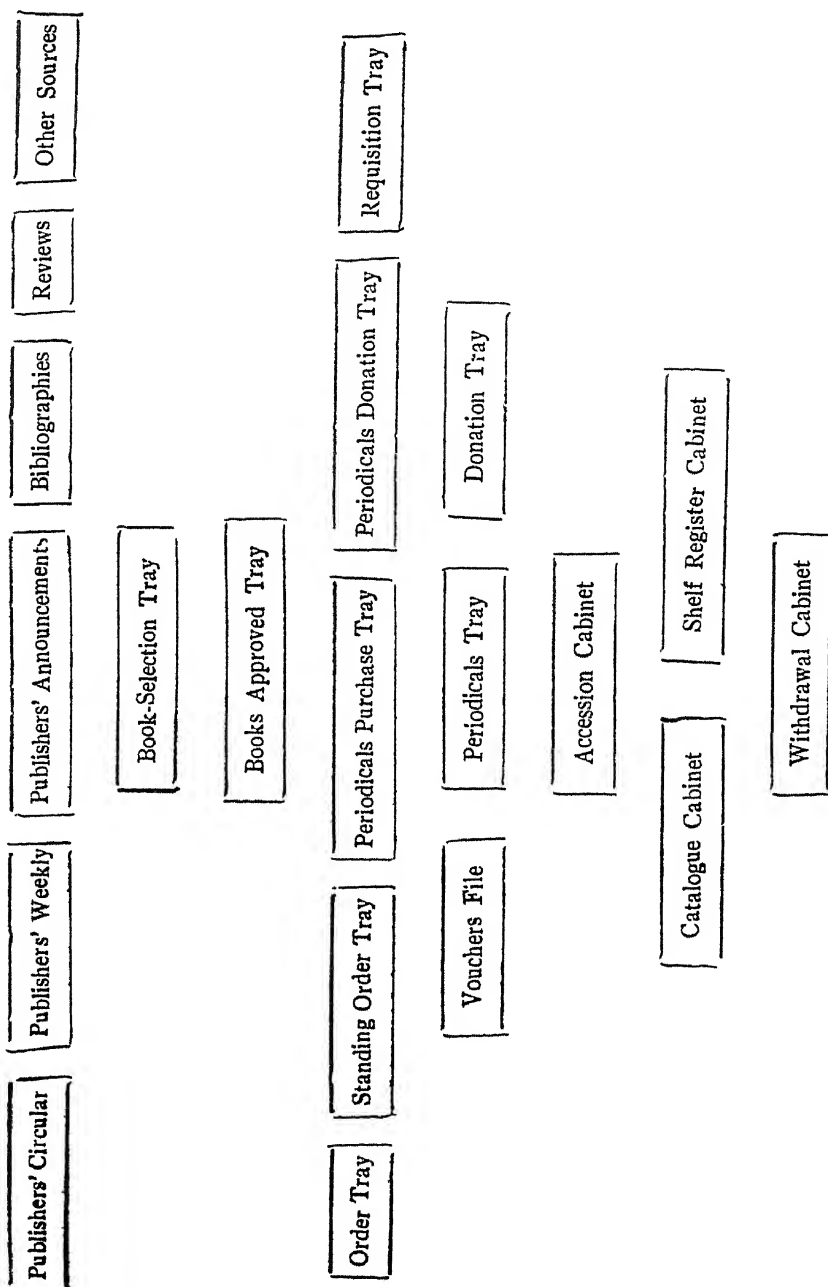 Publishers' Circular
Publishers' Weekly
Publishers' Announcements
Bibliographies
Reviews
Other Sources
Book-Selection Tray
Books Approved Tray
Order Tray
Standing Order Tray
Periodicals Purchase Tray
Periodicals Donation Tray
Requisition Tray
Vouchers File
Periodicals Tray
Donation Tray
Accession Cabinet
Catalogue Cabinet
Shelf Register Cabinet
Withdrawal Cabinet